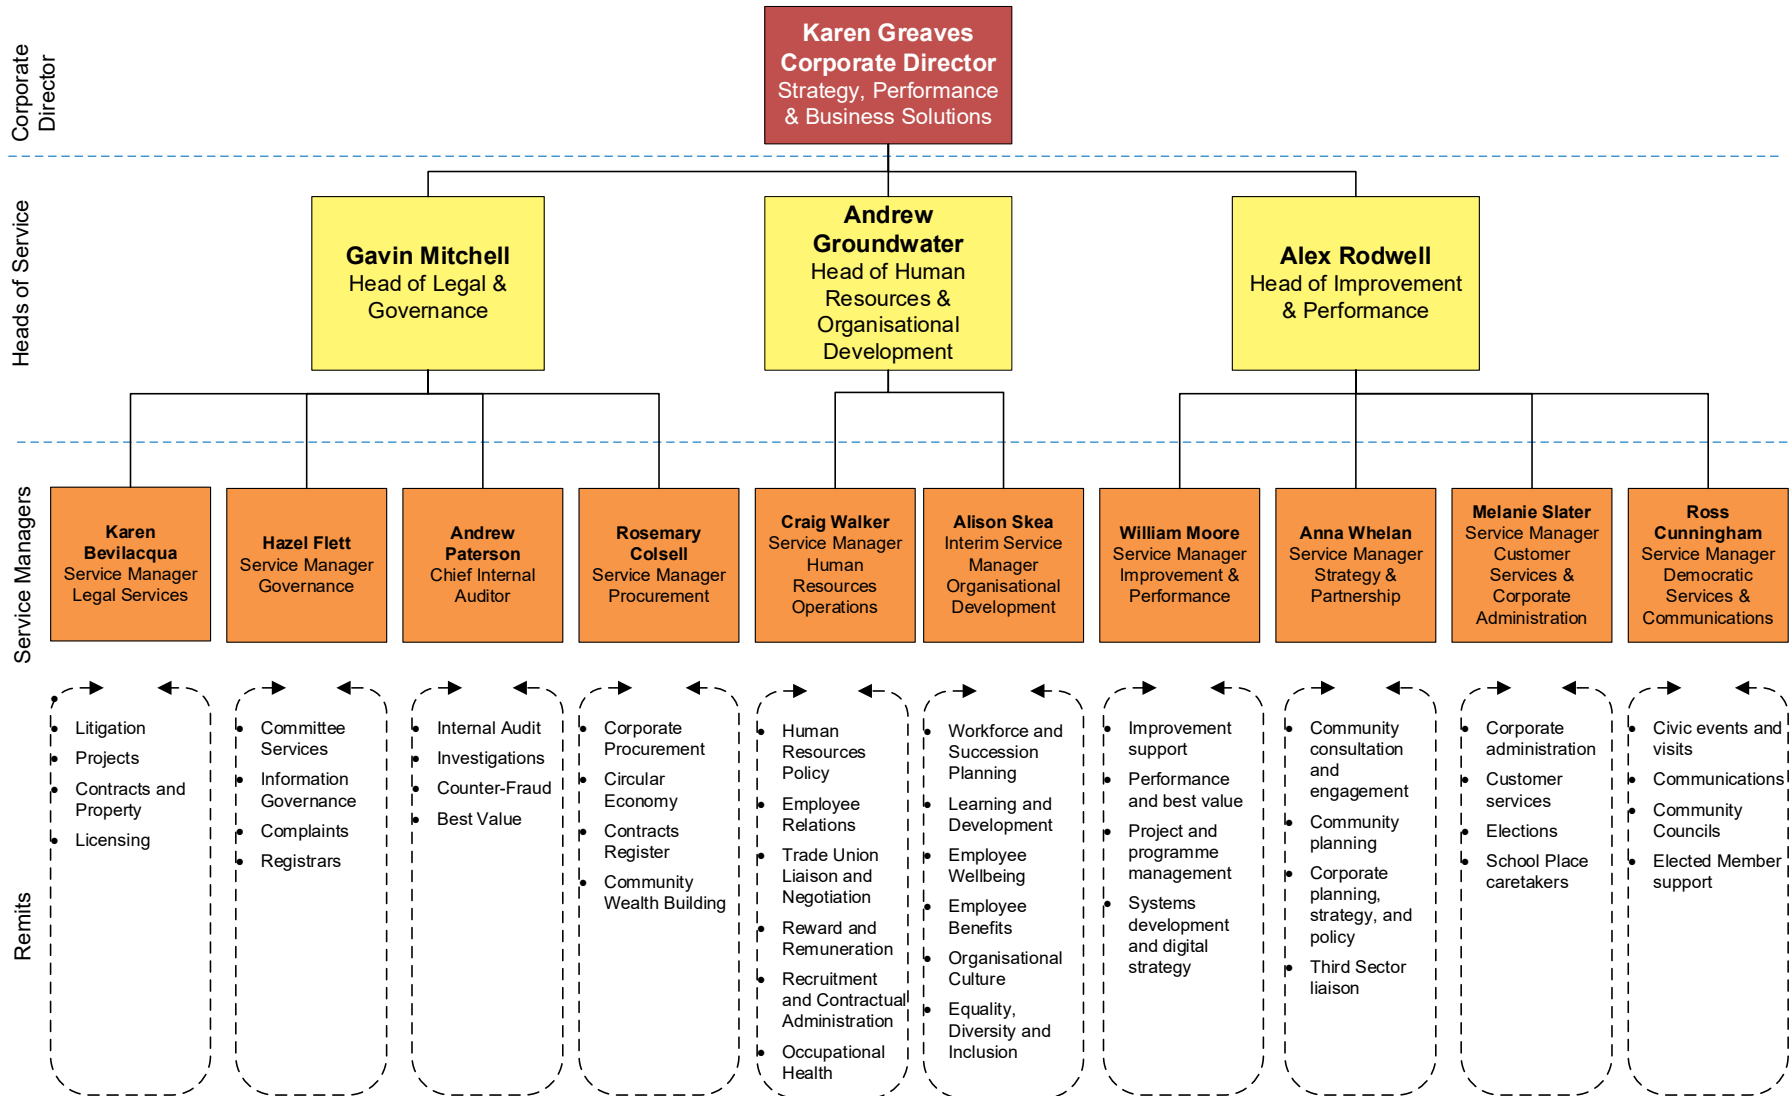 Corporate
Director
Karen Greaves
Corporate Director
Strategy, Performance
& Business Solutions
Heads of Service
Gavin Mitchell
Head of Legal &
Governance
Andrew
Groundwater
Head of Human
Resources &
Organisational
Development
Alex Rodwell
Head of Improvement
& Performance
Service Managers
Karen
Bevilacqua
Service Manager
Legal Services
Hazel Flett
Service Manager
Governance
Andrew
Paterson
Chief Internal
Auditor
Rosemary
Colsell
Service Manager
Procurement
Craig Walker
Service Manager
Human
Resources
Operations
Alison Skea
Interim Service
Manager
Organisational
Development
William Moore
Service Manager
Improvement &
Performance
Anna Whelan
Service Manager
Strategy &
Partnership
Melanie Slater
Service Manager
Customer
Services &
Corporate
Administration
Ross
Cunningham
Service Manager
Democratic
Services &
Communications
Remits
•
• Litigation
• Projects
• Contracts and
Property
• Licensing
• Committee
Services
• Information
Governance
• Complaints
• Registrars
• Internal Audit
• Investigations
• Counter-Fraud
• Best Value
• Corporate
Procurement
• Circular
Economy
• Contracts
Register
• Community
Wealth Building
• Human
Resources
Policy
• Employee
Relations
• Trade Union
Liaison and
Negotiation
• Reward and
Remuneration
• Recruitment
and Contractual
Administration
• Occupational
Health
• Workforce and
Succession
Planning
• Learning and
Development
• Employee
Wellbeing
• Employee
Benefits
• Organisational
Culture
• Equality,
Diversity and
Inclusion
• Improvement
support
• Performance
and best value
• Project and
programme
management
• Systems
development
and digital
strategy
• Community
consultation
and
engagement
• Community
planning
• Corporate
planning,
strategy, and
policy
• Third Sector
liaison
• Corporate
administration
• Customer
services
• Elections
• School Place
caretakers
• Civic events and
visits
• Communications
• Community
Councils
• Elected Member
support